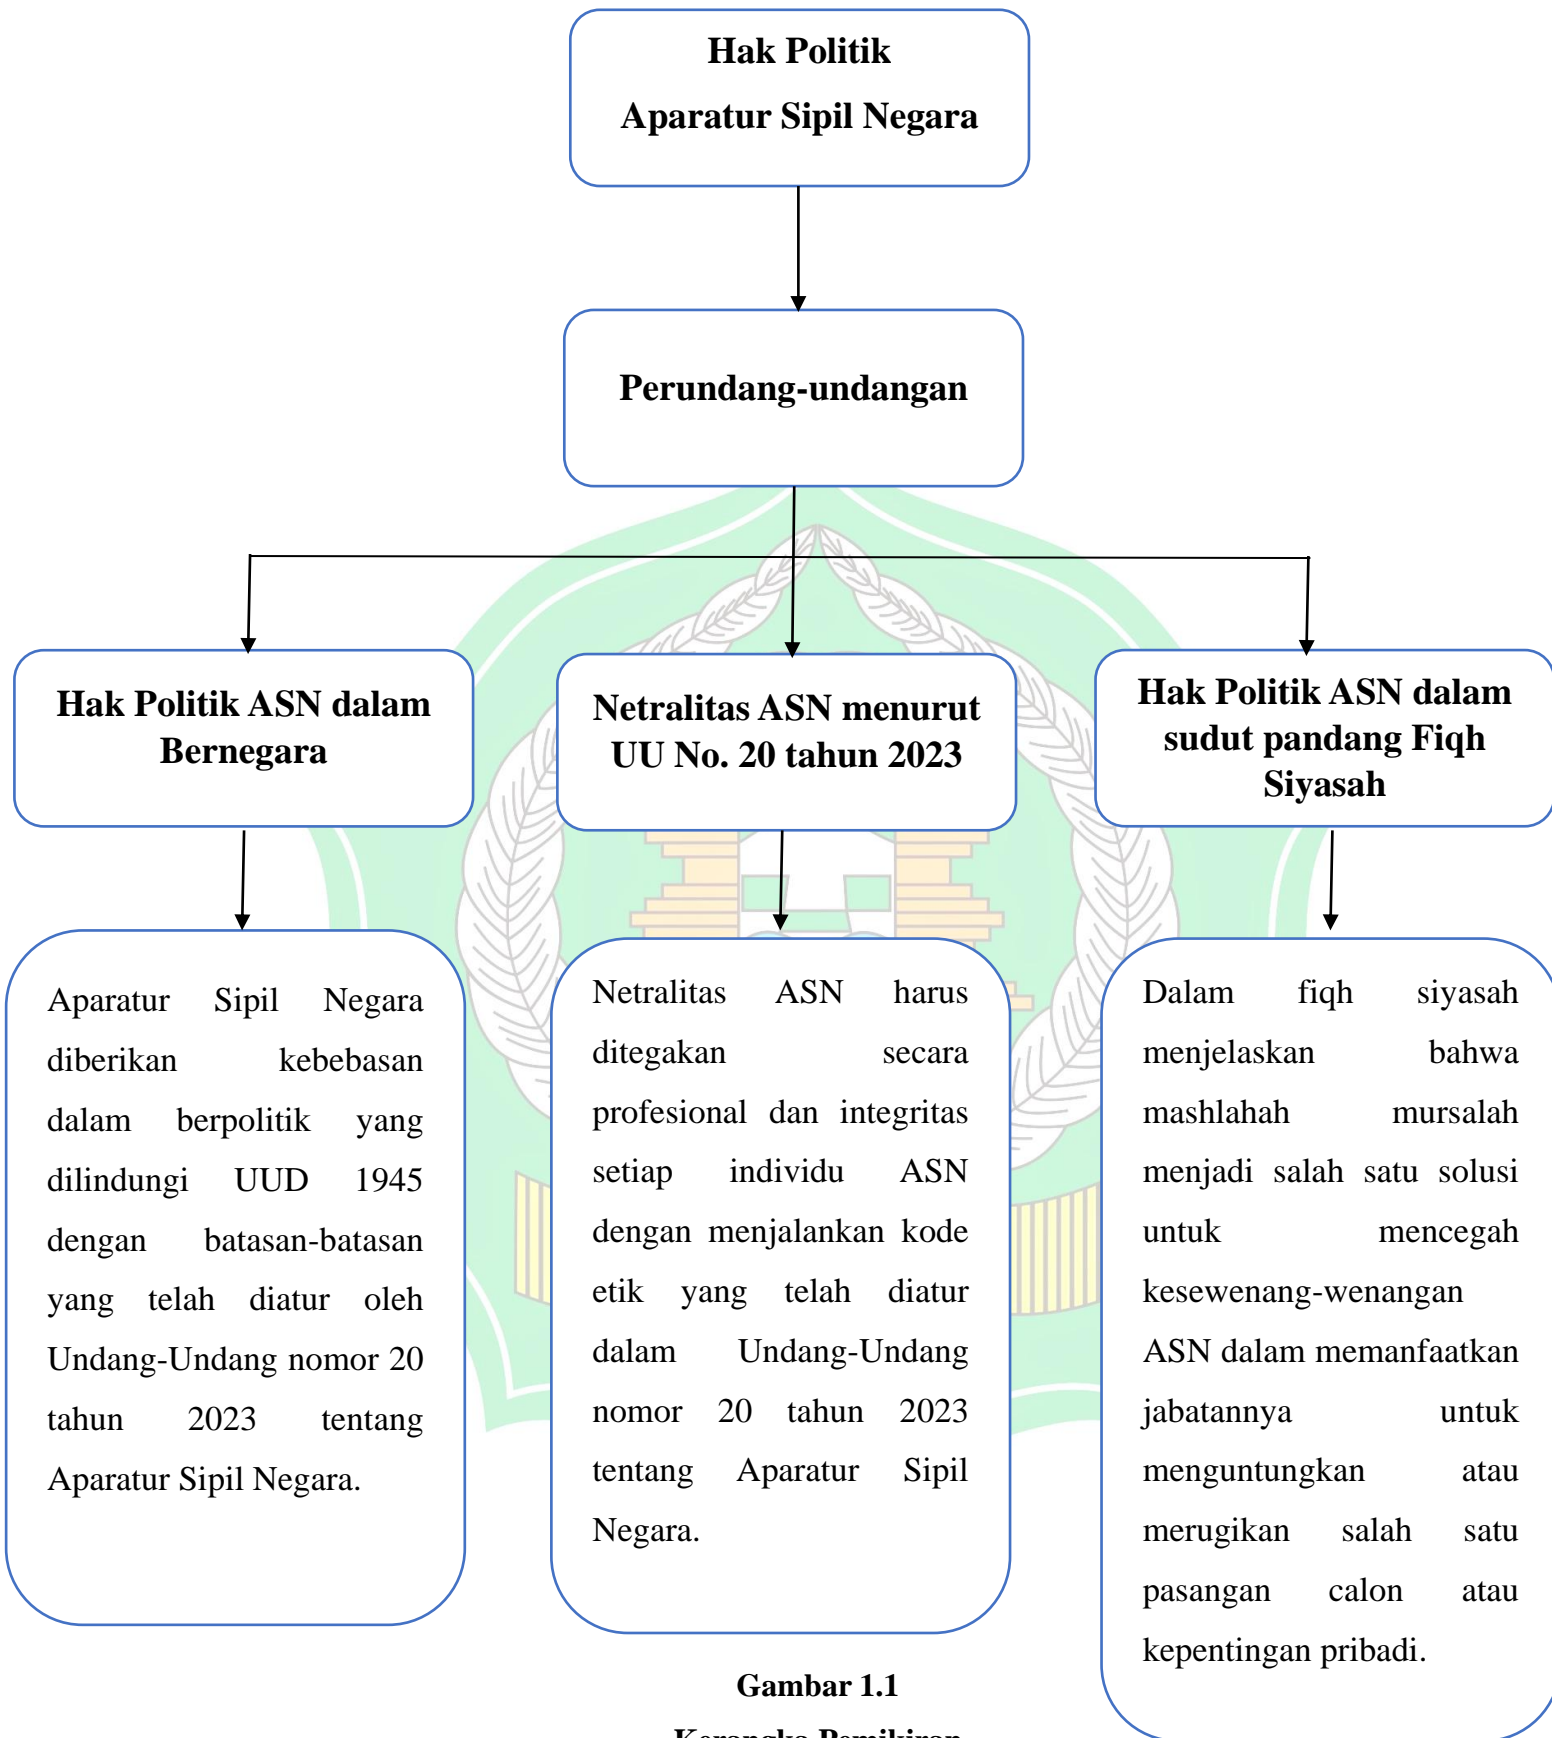 Hak Politik
Aparatur Sipil Negara
Perundang-undangan
Hak Politik ASN dalam
Bernegara
Netralitas ASN menurut
UU No. 20 tahun 2023
Hak Politik ASN dalam
sudut pandang Fiqh
Siyasah
Aparatur Sipil Negara
diberikan kebebasan
dalam berpolitik yang
dilindungi UUD 1945
dengan batasan-batasan
yang telah diatur oleh
Undang-Undang nomor 20
tahun 2023 tentang
Aparatur Sipil Negara.
Netralitas ASN harus
ditegakan secara
profesional dan integritas
setiap individu ASN
dengan menjalankan kode
etik yang telah diatur
dalam Undang-Undang
nomor 20 tahun 2023
tentang Aparatur Sipil
Negara.
Dalam fiqh siyasah
menjelaskan bahwa
mashlahah mursalah
menjadi salah satu solusi
untuk mencegah
kesewenang-wenangan
ASN dalam memanfaatkan
jabatannya untuk
menguntungkan atau
merugikan salah satu
pasangan calon atau
kepentingan pribadi.
Gambar 1.1
Kerangka Pemikiran